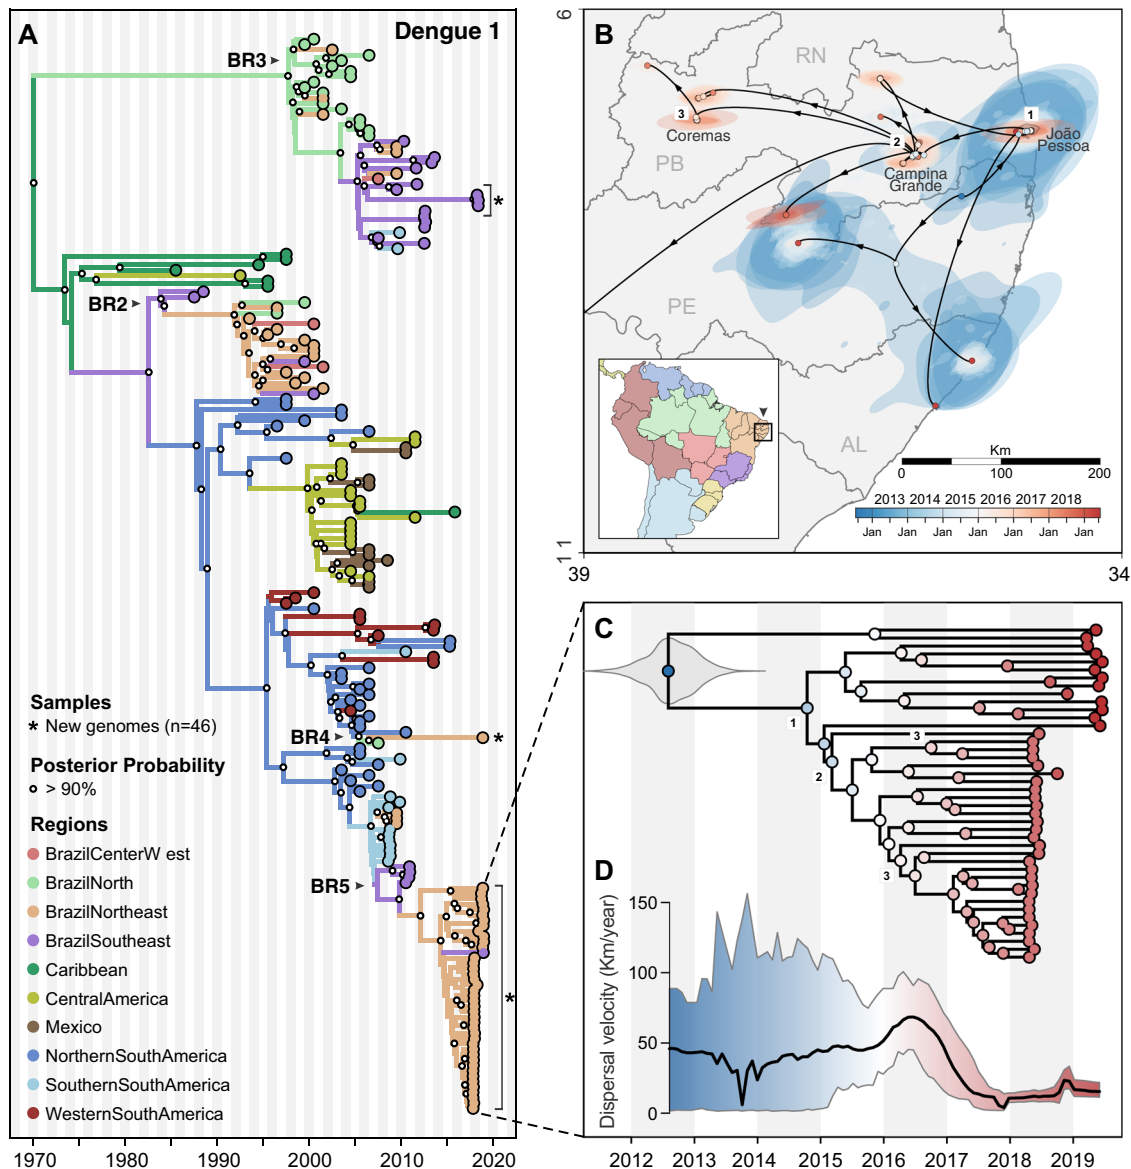 A
Dengue 1
BR3
*
BR2
BR4
*
BR5
*
Samples
* New genomes (n=46)
Posterior Probability
> 90%
Regions
BrazilCenterW est
BrazilNorth
BrazilNortheast
BrazilSoutheast
Caribbean
CentralAmerica
Mexico
NorthernSouthAmerica
SouthernSouthAmerica
WesternSouthAmerica
1970 1980 1990 2000 2010 2020
6
B
RN
1
João
Pessoa
3
Coremas
2
Campina
Grande
PB
PE
AL
Km
0 100 200
2013 2014 2015 2016 2017 2018
Jan Jan Jan Jan Jan Jan Jan
1 1
39 34
C
1
3
2
3
D
Dispersal velocity (Km/year)
150
100
50
0
2012 2013 2014 2015 2016 2017 2018 2019